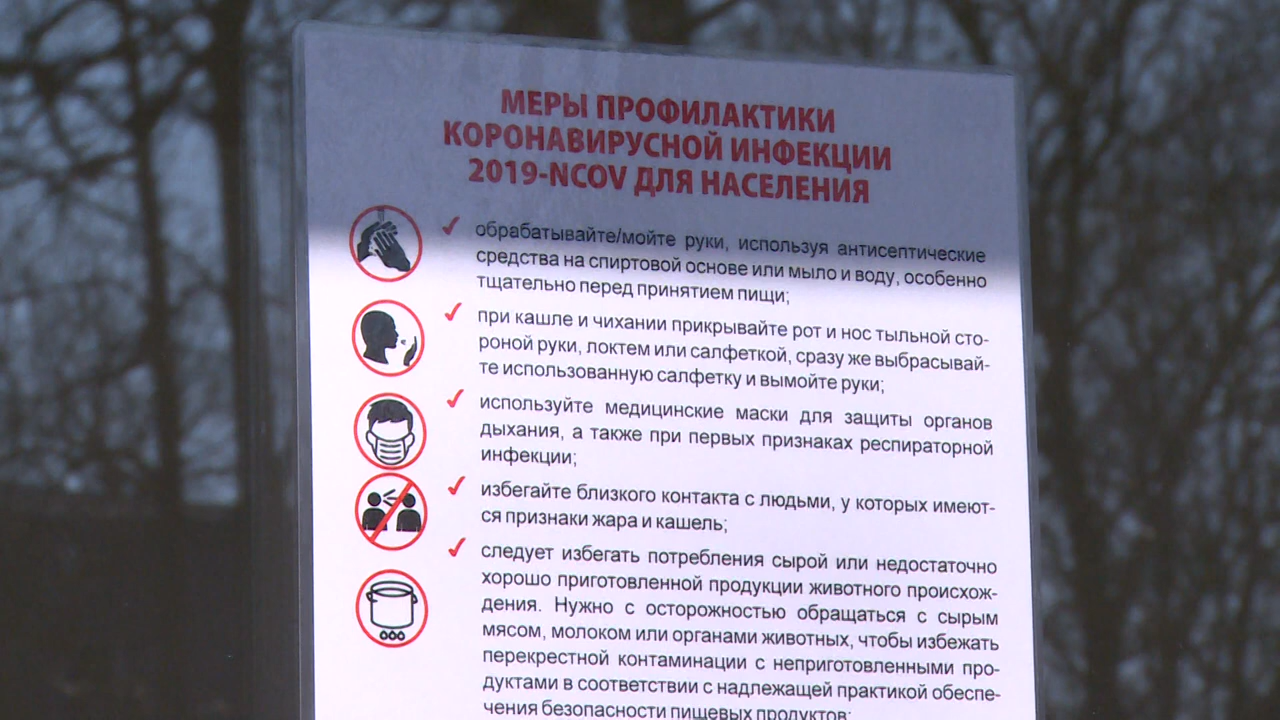 МЕРЫ ПРОФИЛАКТИКИ
КОРОНАВИРУСНОЙ ИНФЕКЦИИ
2019-NCOV ДЛЯ НАСЕЛЕНИЯ
обрабатывайте/мойте руки, используя антисептические
средства на спиртовой основе или мыло и воду, особенно
тщательно перед принятием пищи;
при кашле и чихании прикрывайте рот и нос тыльной сто-
роной руки, локтем или салфеткой, сразу же выбрасывай-
те использованную салфетку и вымойте руки;
используйте медицинские маски для защиты органов
дыхания, а также при первых признаках респираторной
инфекции;
избегайте близкого контакта с людьми, у которых имеют-
ся признаки жара и кашель;
следует избегать потребления сырой или недостаточно
хорошо приготовленной продукции животного происхож-
дения. Нужно с осторожностью обращаться с сырым
мясом, молоком или органами животных, чтобы избежать
перекрестной контаминации с неприготовленными про-
дуктами в соответствии с надлежащей практикой обеспе-
чения безопасности пищевых продуктов;